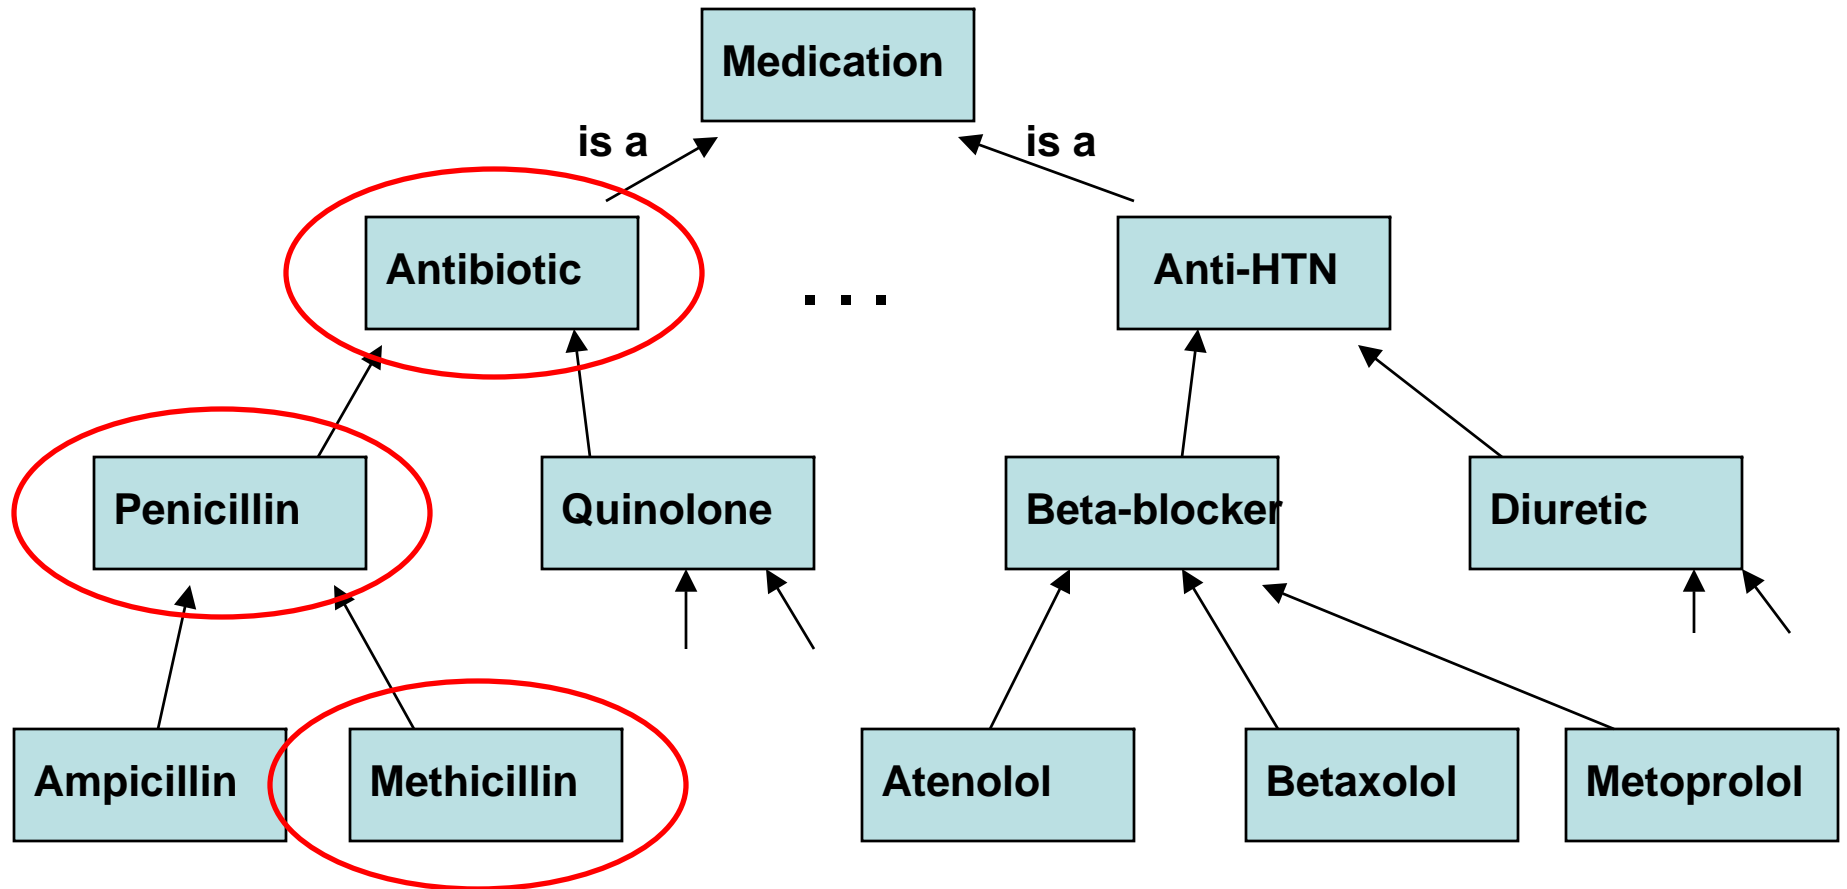 Medication
is a
is a
Antibiotic
. . .
Anti-HTN
Penicillin
Quinolone
Beta-blocker
Diuretic
Ampicillin
Methicillin
Atenolol
Betaxolol
Metoprolol